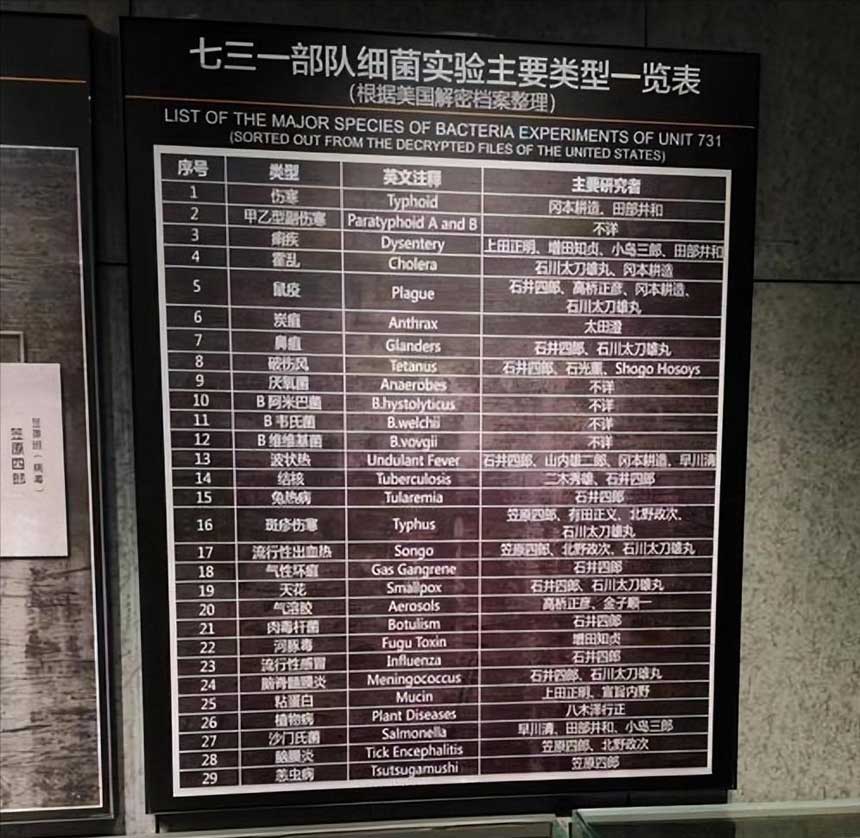 七三一部队细菌实验主要类型一览表
(根据美国解密档案整理)
LIST OF THE MAJOR SPECIES OF BACTERIA EXPERIMENTS OF UNIT 731
(SORTED OUT FROM THE DECRYPTED FILES OF THE UNITED STATES)
序号 类型 英文注释 主要研究者
1 伤寒 Typhoid 冈本耕造、田部井和
2 甲乙型副伤寒 Paratyphoid A and B 不详
3 痢疾 Dysentery 上田正明、增田知贞、小岛三郎、田部井和
4 霍乱 Cholera 石川太刀雄丸、冈本耕造
5 鼠疫 Plague 石井四郎、高桥正彦、冈本耕造、
石川太刀雄丸
6 炭疽 Anthrax 太田澄
7 鼻疽 Glanders 石井四郎、石川太刀雄丸
8 破伤风 Tetanus 石井四郎、石光薰、Shogo Hosoys
9 厌氧菌 Anaerobes 不详
10 B 阿米巴菌 B.hystolyticus 不详
11 B 韦氏菌 B.welchii 不详
12 B 维维基菌 B.vovgii 不详
13 波状热 Undulant Fever 石井四郎、山内雄二郎、冈本耕造、早川清
14 结核 Tuberculosis 二木秀雄、石井四郎
15 兔热病 Tularemia 石井四郎
16 斑疹伤寒 Typhus 笠原四郎、有田正义、北野政次、
石川太刀雄丸
17 流行性出血热 Songo 笠原四郎、北野政次、石川太刀雄丸
18 气性坏疽 Gas Gangrene 石井四郎
19 天花 Smallpox 石井四郎、石川太刀雄丸
20 气溶胶 Aerosols 高桥正彦、金子顺一
21 肉毒杆菌 Botulism 石井四郎
22 河豚毒 Fugu Toxin 增田知贞
23 流行性感冒 Influenza 石井四郎
24 脑脊髓膜炎 Meningococcus 石井四郎、石川太刀雄丸
25 粘蛋白 Mucin 上田正明、宣旨内野
26 植物病 Plant Diseases 八木泽行正
27 沙门氏菌 Salmonella 早川清、田部井和、小岛三郎
28 脑膜炎 Tick Encephalitis 笠原四郎、北野政次
29 恙虫病 Tsutsugamushi 笠原四郎
笠原班(病毒)
笠原四郎